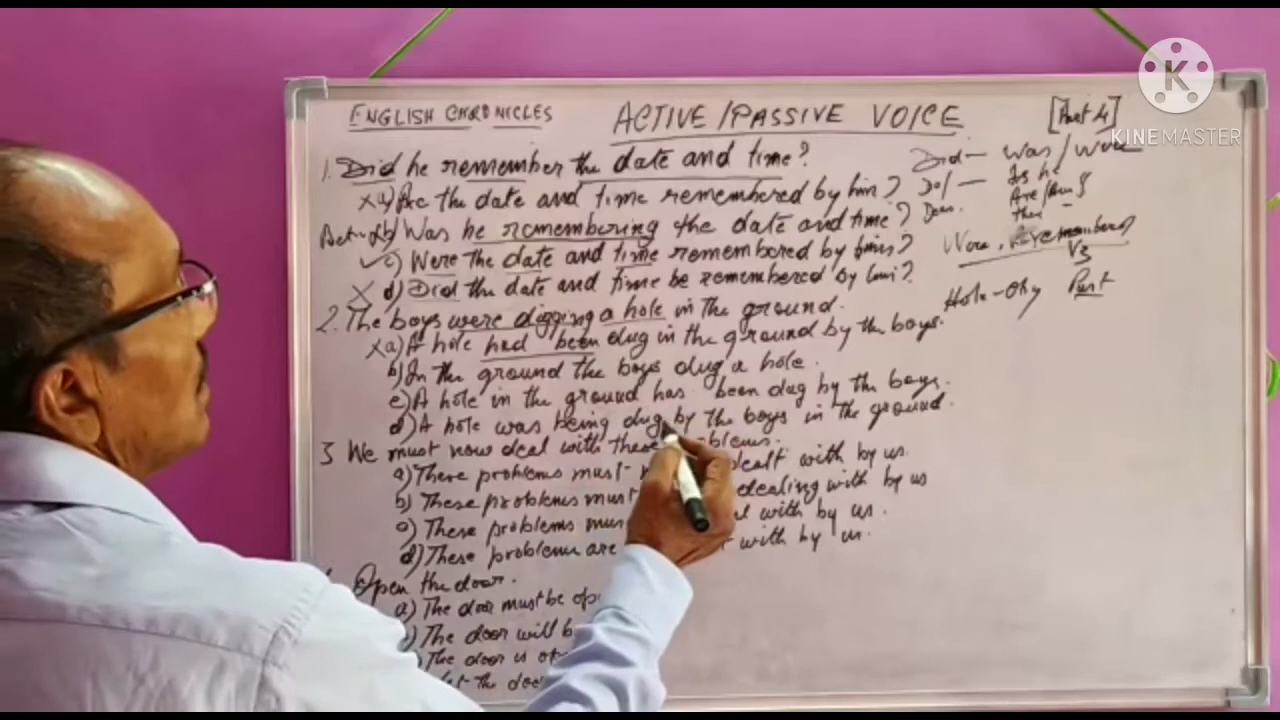 ENGLISH CHRONICLES ACTIVE/PASSIVE VOICE [Part 4]
KINEMASTER
1. Did he remember the date and time?
Did — Was / Were
X a) Are the date and time remembered by him?
Do / — Is he
Does. Are
Act - X b) Was he remembering the date and time?
✓ c) Were the date and time remembered by him?
Were remembered
V3
X d) Did the date and time be remembered by him?
Hole - Obj Part
2. The boys were digging a hole in the ground.
X a) A hole had been dug in the ground by the boys.
b) In the ground the boys dug a hole.
c) A hole in the ground has been dug by the boys.
d) A hole was being dug by the boys in the ground.
3 We must now deal with these problems.
a) These problems must dealt with by us.
b) These problems must dealing with by us
c) These problems with by us.
d) These problems are with by us.
Open the door.
a) The door must be
The door will
The door is
the